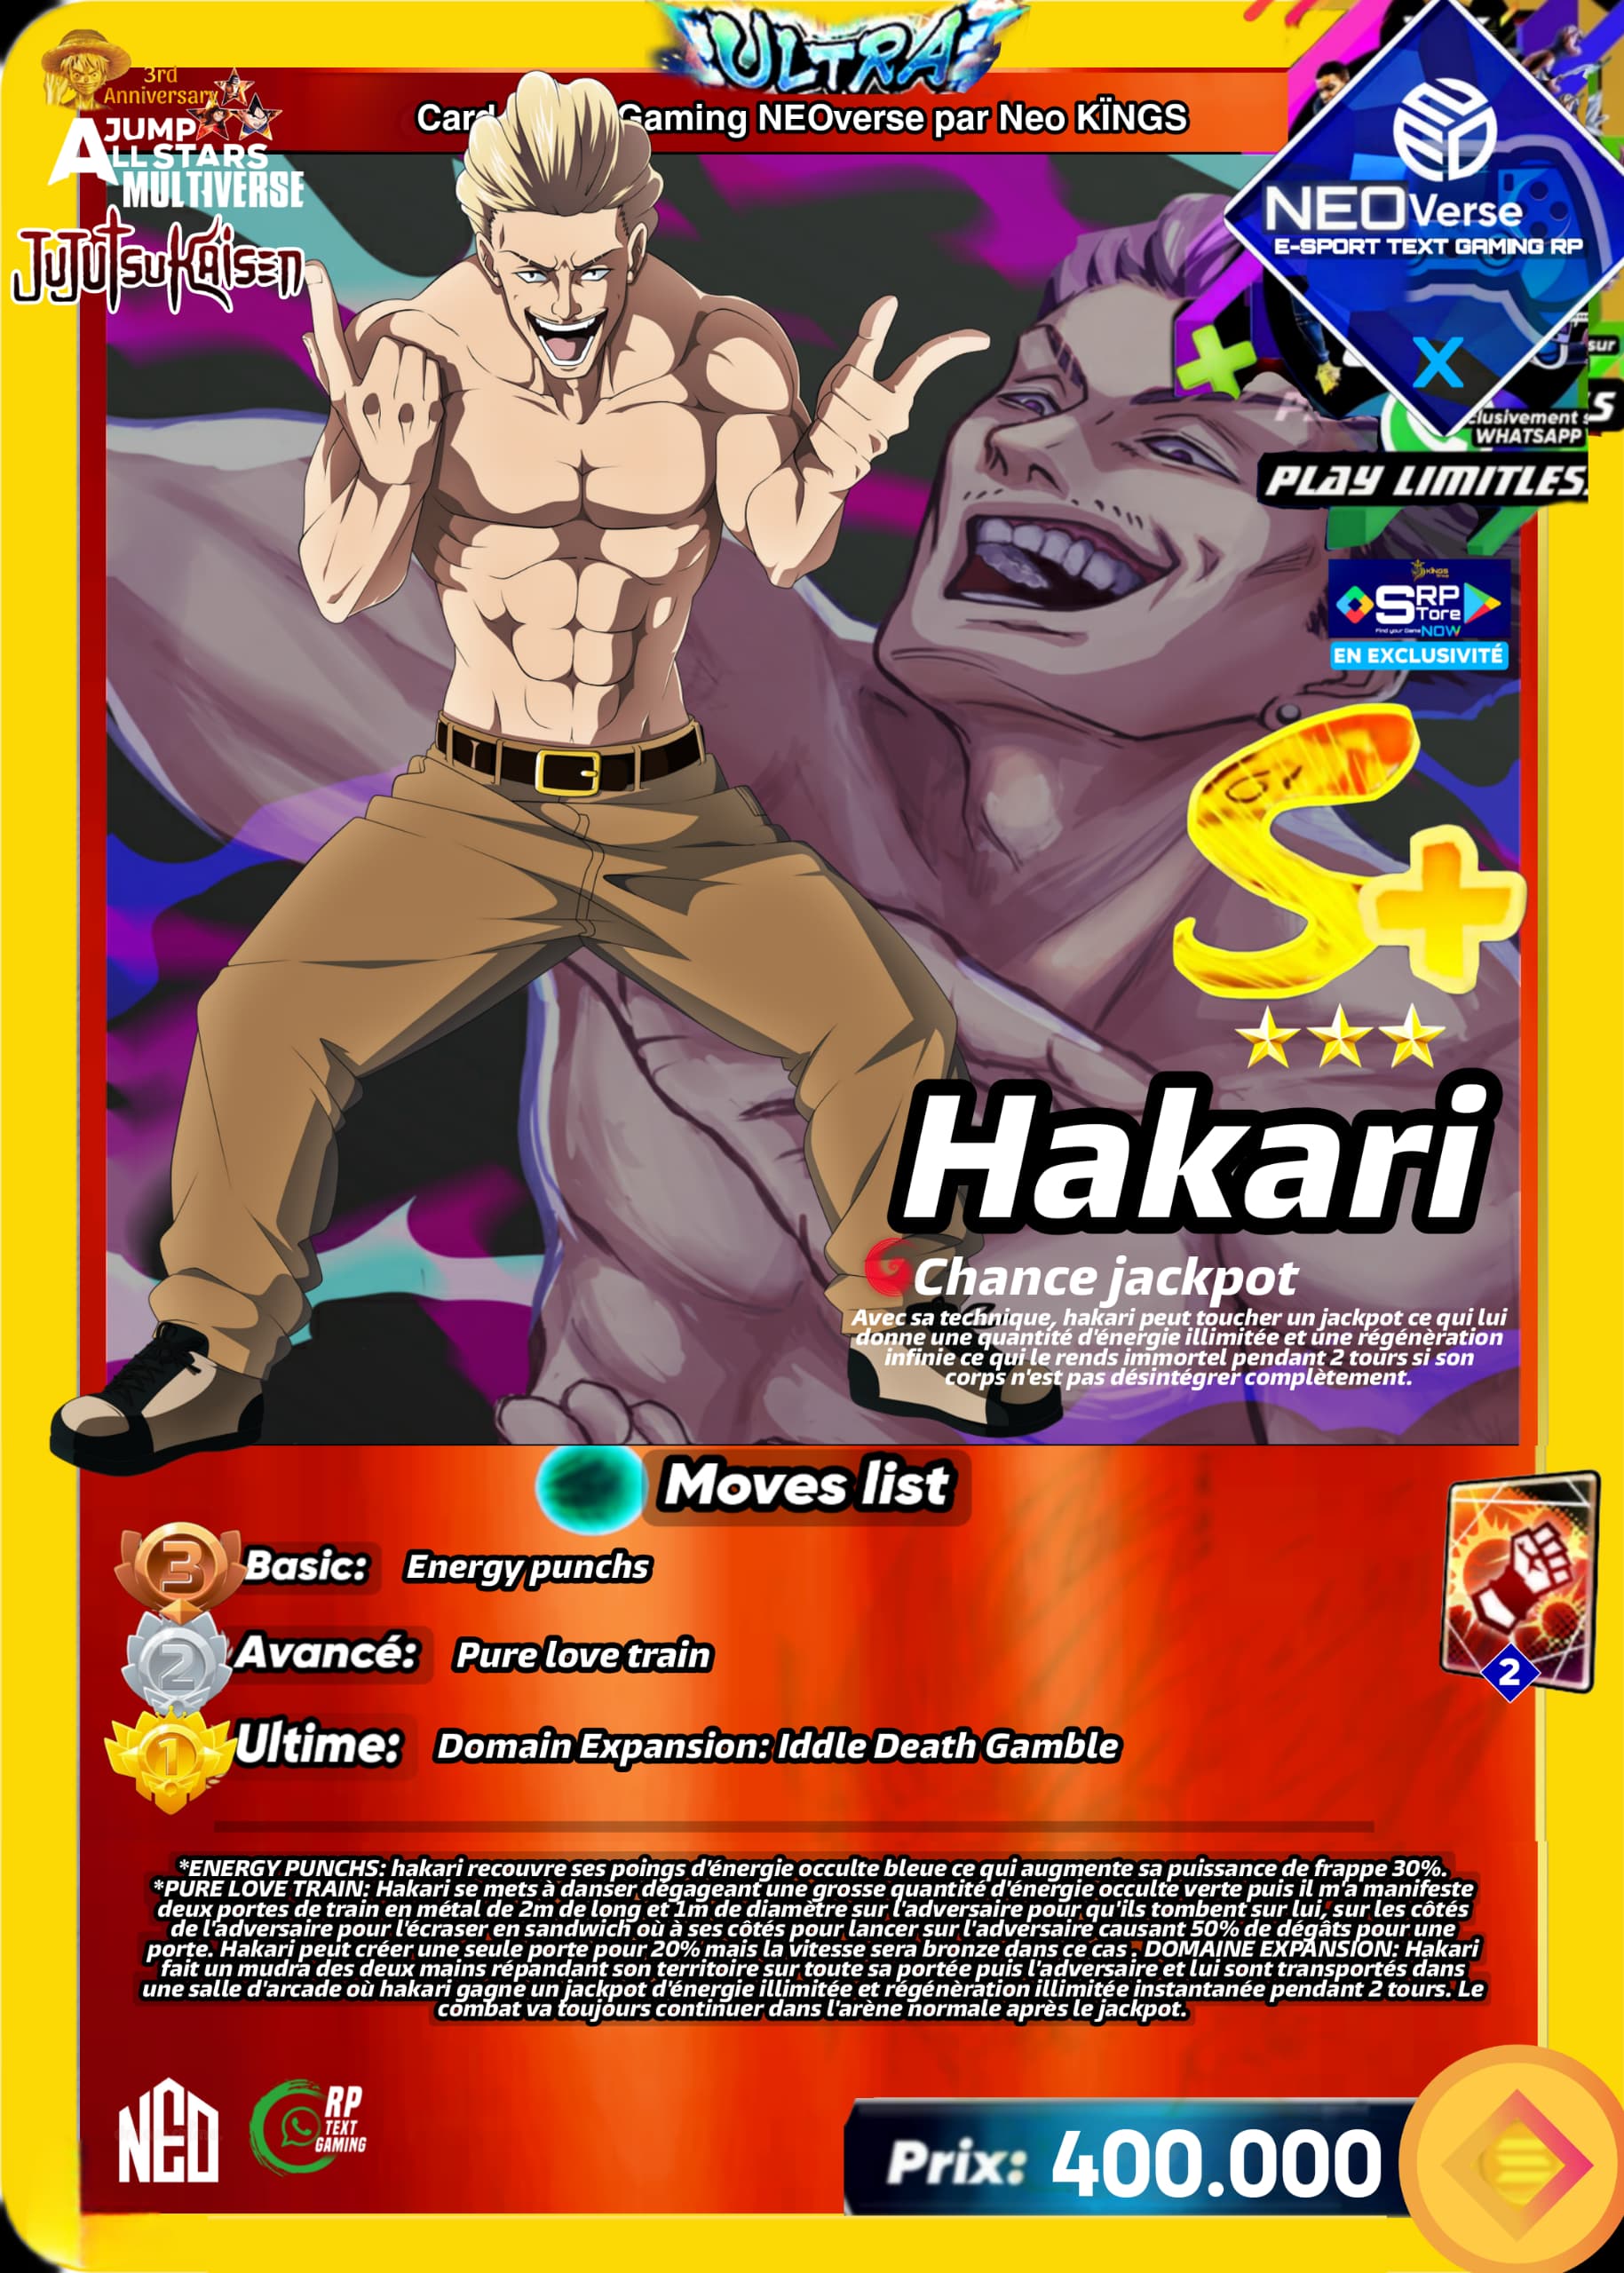 ULTRA
3rd
Anniversary
JUMP
ALL STARS
MULTIVERSE
JUJUTSU KAISEN
Gaming NEOverse par Neo KÏNGS
NEOVerse
E-SPORT TEXT GAMING RP
X
sur
WHATSAPP
PLAY LIMITLES
SRP
Tore
Find your Game NOW
EN EXCLUSIVITÉ
S+
Hakari
Chance jackpot
Avec sa technique, hakari peut toucher un jackpot ce qui lui
donne une quantité d'énergie illimitée et une régénèration
infinie ce qui le rends immortel pendant 2 tours si son
corps n'est pas désintégrer complètement.
Moves list
3 Basic: Energy punchs
2 Avancé: Pure love train
1 Ultime: Domain Expansion: Iddle Death Gamble
2
*ENERGY PUNCHS: hakari recouvre ses poings d'énergie occulte bleue ce qui augmente sa puissance de frappe 30%.
*PURE LOVE TRAIN: Hakari se mets à danser dégageant une grosse quantité d'énergie occulte verte puis il m'a manifeste
deux portes de train en métal de 2m de long et 1m de diamètre sur l'adversaire pour qu'ils tombent sur lui, sur les côtés
de l'adversaire pour l'écraser en sandwich où à ses côtés pour lancer sur l'adversaire causant 50% de dégâts pour une
porte. Hakari peut créer une seule porte pour 20% mais la vitesse sera bronze dans ce cas. DOMAINE EXPANSION: Hakari
fait un mudra des deux mains répandant son territoire sur toute sa portée puis l'adversaire et lui sont transportés dans
une salle d'arcade où hakari gagne un jackpot d'énergie illimitée et régénèration illimitée instantanée pendant 2 tours. Le
combat va toujours continuer dans l'arène normale après le jackpot.
NEO
RP
TEXT
GAMING
Prix: 400.000